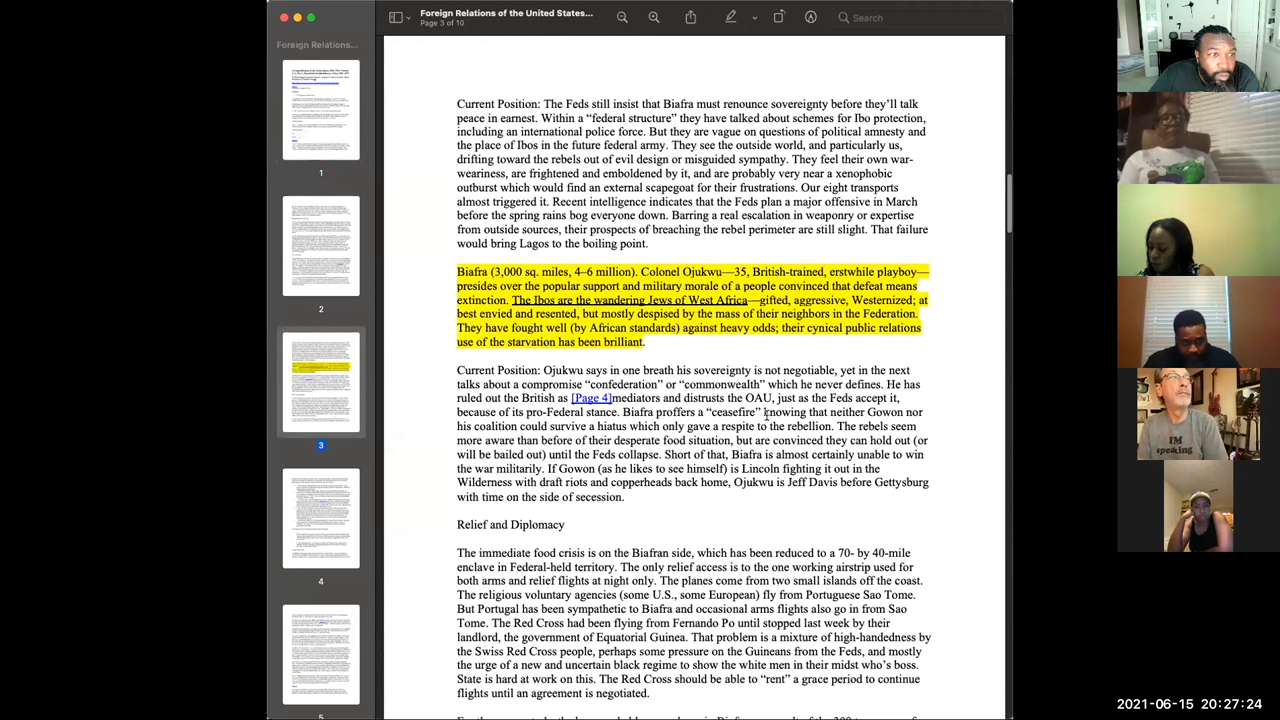 Foreign Relations of the United States...
Page 3 of 10
Search
Foreign Relations...
1
2
3
4
5
Current Position: The Feds insist that Biafra must renounce sovereignty before they'll talk
in real earnest. Within a "federal structure" they have laid out schemes for Ibo protection,
including an international police force. But they are vague on questions of political amnesty and
the place of Ibos in the future federal army. They see the outside world, and particularly us,
drifting toward the rebels out of evil design or misguided sympathy. They feel their own war-
weariness, are frightened and emboldened by it, and are probably very near a xenophobic
outburst which would find an external scapegoat for their frustrations. Our eight transports
almost triggered it. Recent intelligence indicates that the Feds plan a major offensive in March
before the spring rains give everyone doubts. Barring a sharp escalation in weaponry or expertise
from outside sources, their prospects of breaching the rebel perimeter are still slight. That failure
would bring Lagos to the boiling point.
Biafra (3000 sq. miles, 4–6 million). Colonel Ojukwu—Sandhurst-trained, erstwhile playboy—
presides over the popular support and military morale of a people convinced that defeat means
extinction. The Ibos are the wandering Jews of West Africa—gifted, aggressive, Westernized; at
best envied and resented, but mostly despised by the mass of their neighbors in the Federation.
They have fought well (by African standards) against heavy odds; their cynical public relations
use of the starvation has been brilliant.
Current Position: Ojukwu says in one breath his sovereignty is not negotiable, yet in the next
talks about compromise confederation or commonwealth which he never defines. He has
ruled out the British as [Page 4]mediators and distrusts the OAU just as the Feds accept it,
because of its pro-Federal stance. Biafra offers a "cease-fire" knowing that neither Gowon nor
his coalition could survive a hiatus which only gave a respite to the rebellion. The rebels seem
more aware than before of their desperate food situation, but are convinced they can hold out (or
will be bailed out) until the Feds collapse. Short of that, Biafra is almost certainly unable to win
the war militarily. If Gowon (as he likes to see himself) is Lincoln fighting it out in the
Wilderness with draft riots and copperheads back home, Ojukwu is Jeff Davis before Gettysburg
with the British on the side of the Union.
Relief and Diplomacy
The immediate food problem is in the Biafran-held area, which has been reduced to a 70- by 40-mile
enclave in Federal-held territory. The only relief access is to the one working airstrip used for
both arms and relief flights at night only. The planes come from two small islands off the coast.
The religious voluntary agencies (some U.S., some European) fly from Portuguese Sao Tome.
But Portugal has been sympathetic to Biafra and occasional arms flights also go in from Sao
Tome. The Red Cross had been flying from Fernando Po but was stopped last month by their
landlord, the government of Equatorial Guinea. That problem is a mixture of high-handedness by
the Swiss Red Cross people, perhaps some pressure on the Guineans from the Feds, and mostly
the urge of a new and very primitive government to show it has taken over in their most who's boss.
State is hard at work on this. The Red Cross should be able to "rent" a grace period to continue
flights until an agreement is negotiated.
I'M
speaking
2021-06-15 20:27:24